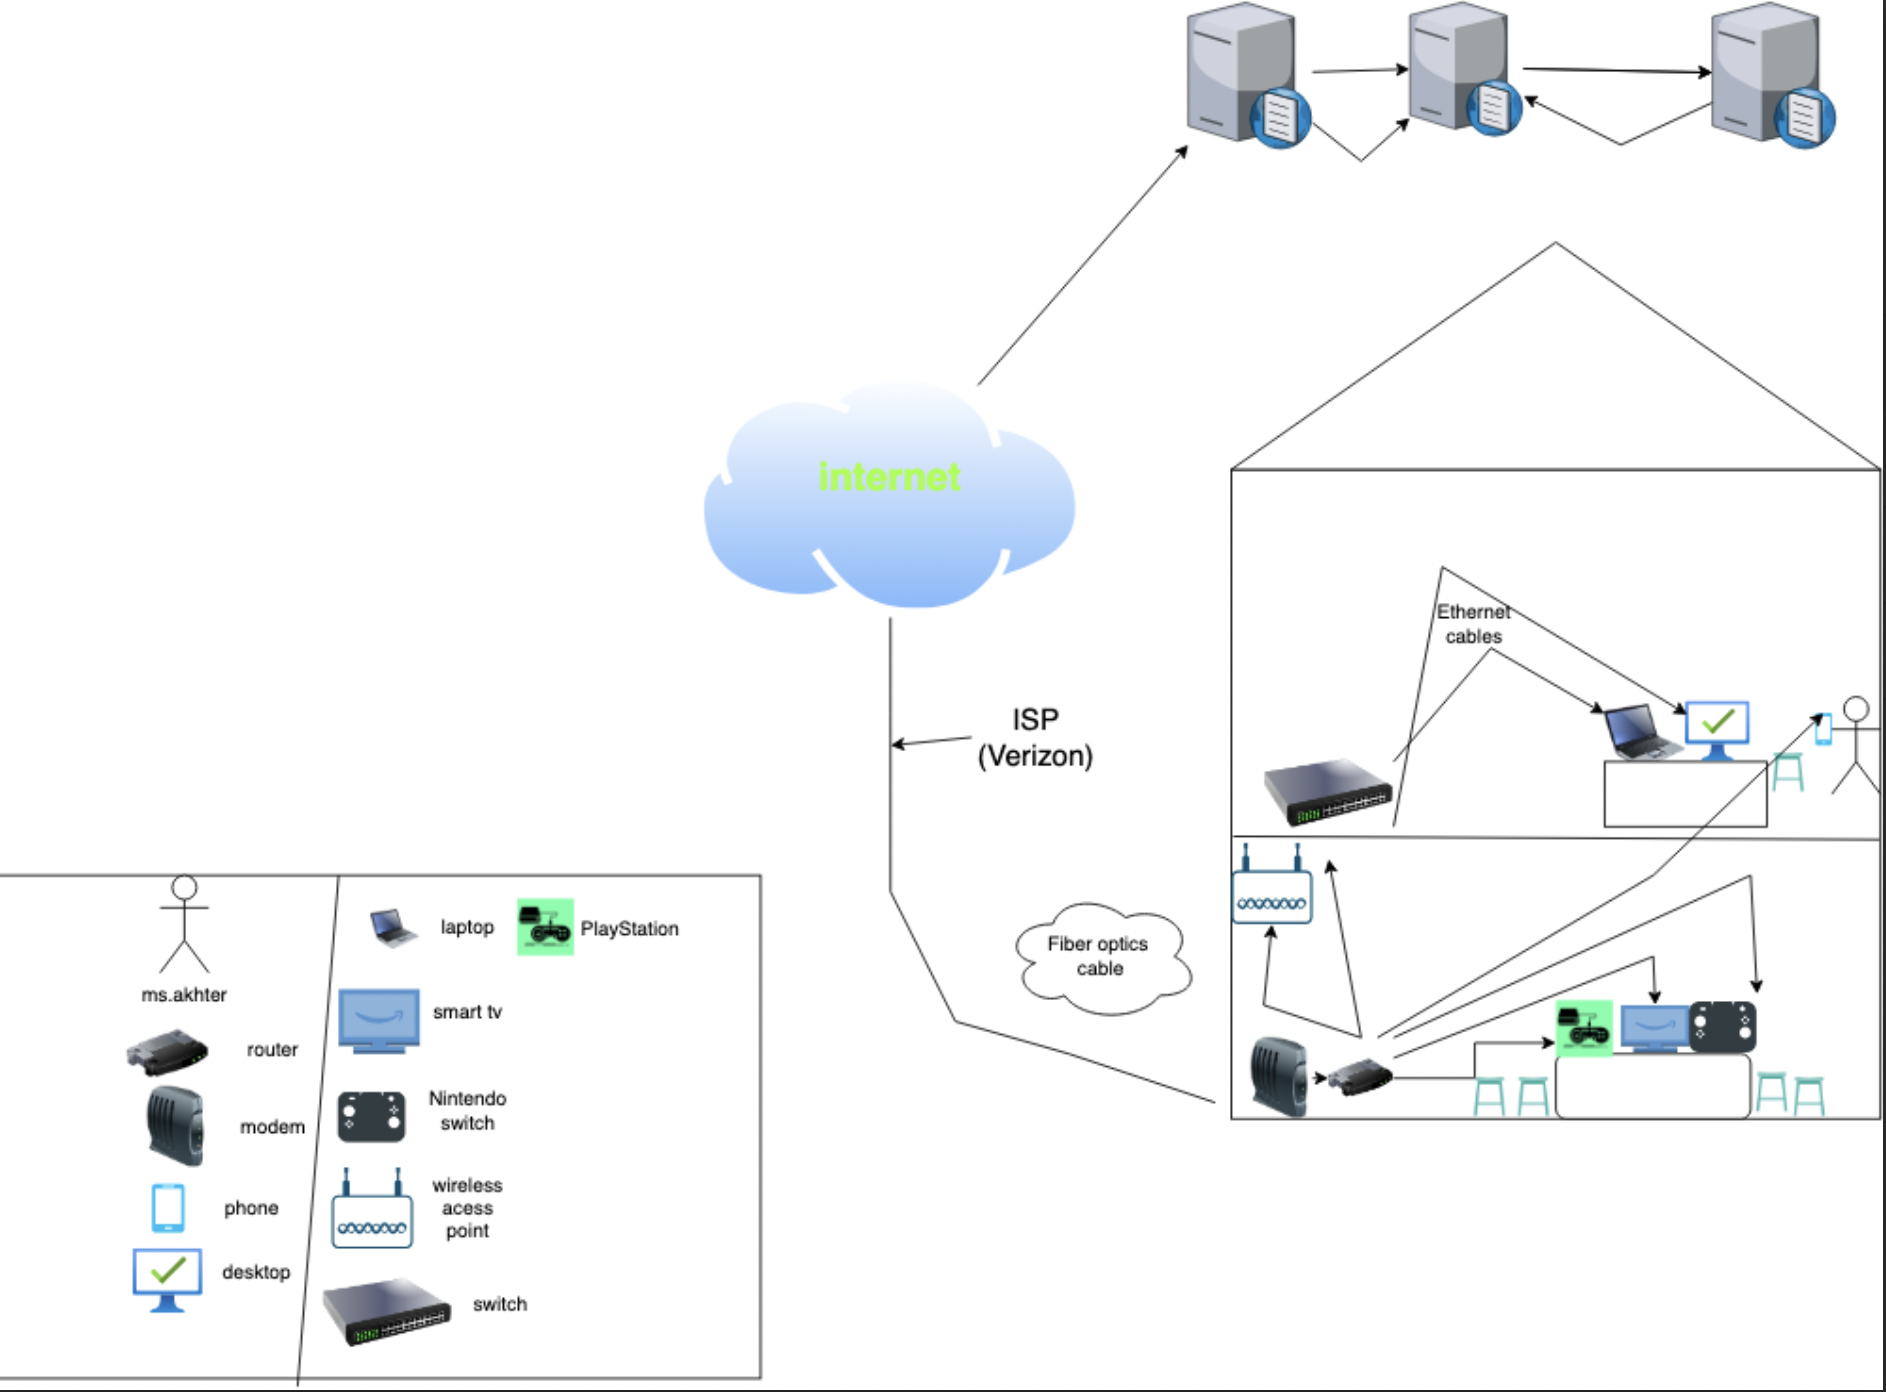 internet
Ethernet
cables
ISP
(Verizon)
Fiber optics
cable
ms.akhter
router
modem
phone
desktop
laptop
PlayStation
smart tv
Nintendo
switch
wireless
acess
point
switch